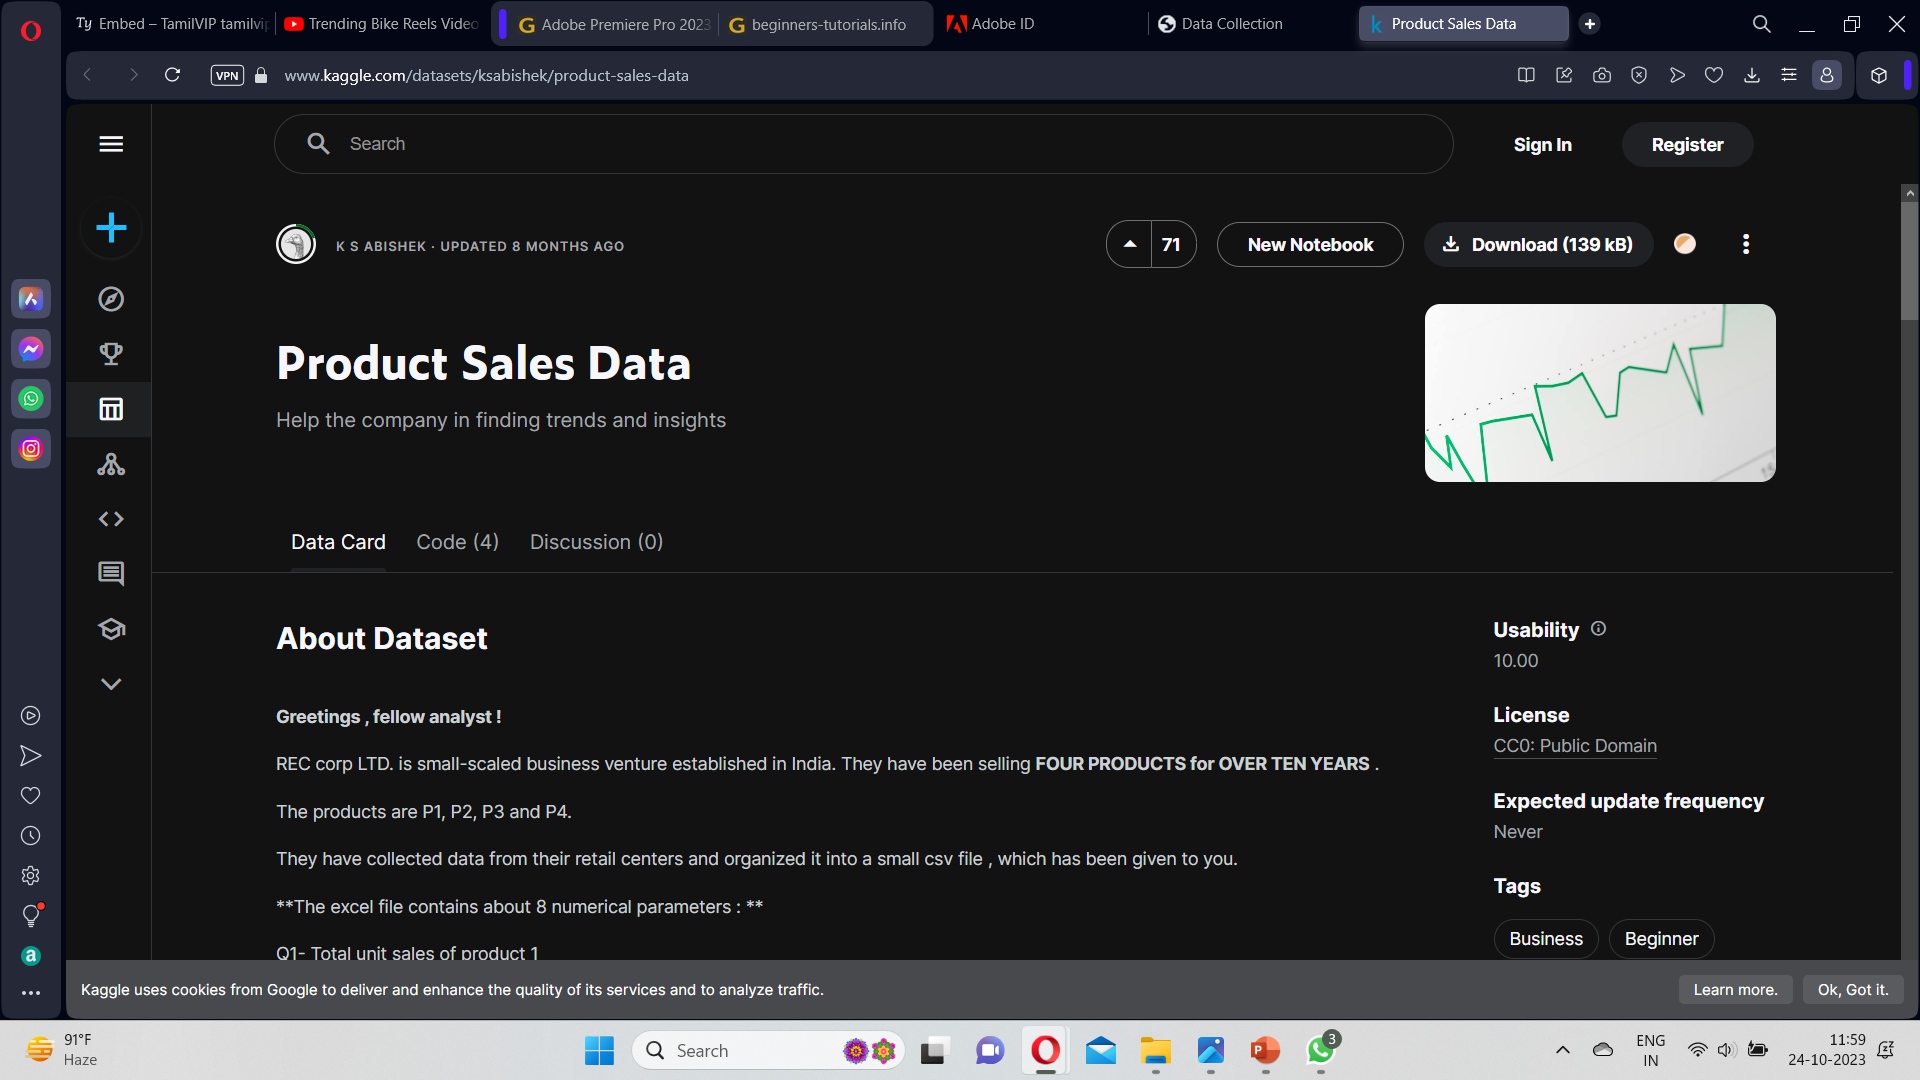 Embed – TamilVIP tamilvip
Trending Bike Reels Video
Adobe Premiere Pro 2023
beginners-tutorials.info
Adobe ID
Data Collection
Product Sales Data
VPN
www.kaggle.com/datasets/ksabishek/product-sales-data
Search
Sign In
Register
K S ABISHEK · UPDATED 8 MONTHS AGO
71
New Notebook
Download (139 kB)
Product Sales Data
Help the company in finding trends and insights
Data Card
Code (4)
Discussion (0)
About Dataset
Greetings , fellow analyst !
REC corp LTD. is small-scaled business venture established in India. They have been selling FOUR PRODUCTS for OVER TEN YEARS .
The products are P1, P2, P3 and P4.
They have collected data from their retail centers and organized it into a small csv file , which has been given to you.
**The excel file contains about 8 numerical parameters : **
Q1- Total unit sales of product 1
Usability
10.00
License
CC0: Public Domain
Expected update frequency
Never
Tags
Business
Beginner
Kaggle uses cookies from Google to deliver and enhance the quality of its services and to analyze traffic.
Learn more.
Ok, Got it.
91°F
Haze
Search
3
ENG
IN
11:59
24-10-2023